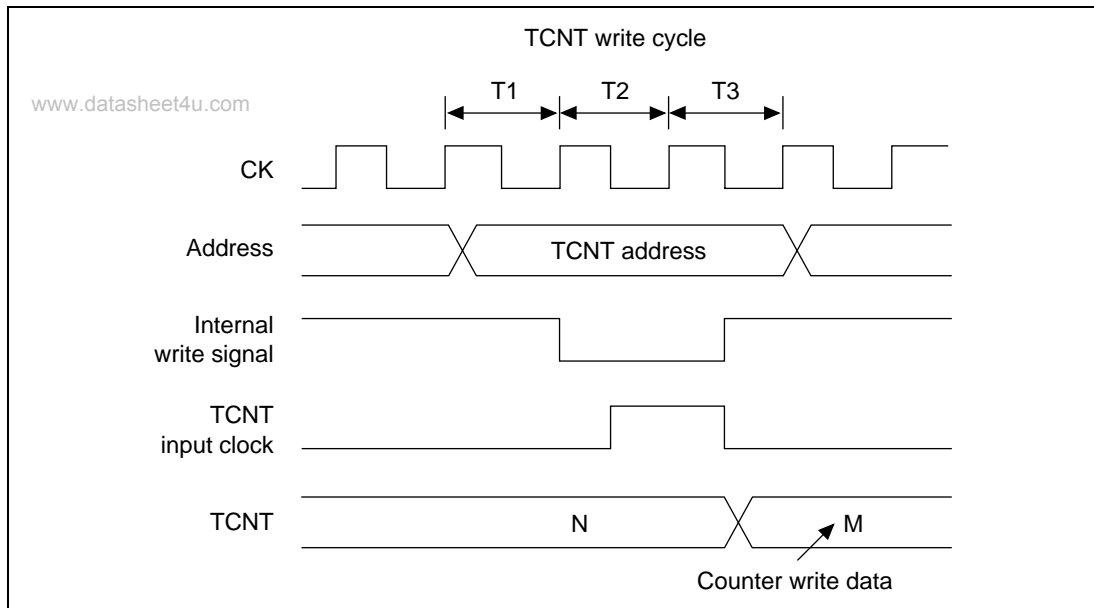 TCNT write cycle
www.datasheet4u.com
T1 T2 T3
CK
Address
TCNT address
Internal
write signal
TCNT
input clock
TCNT
N
M
Counter write data